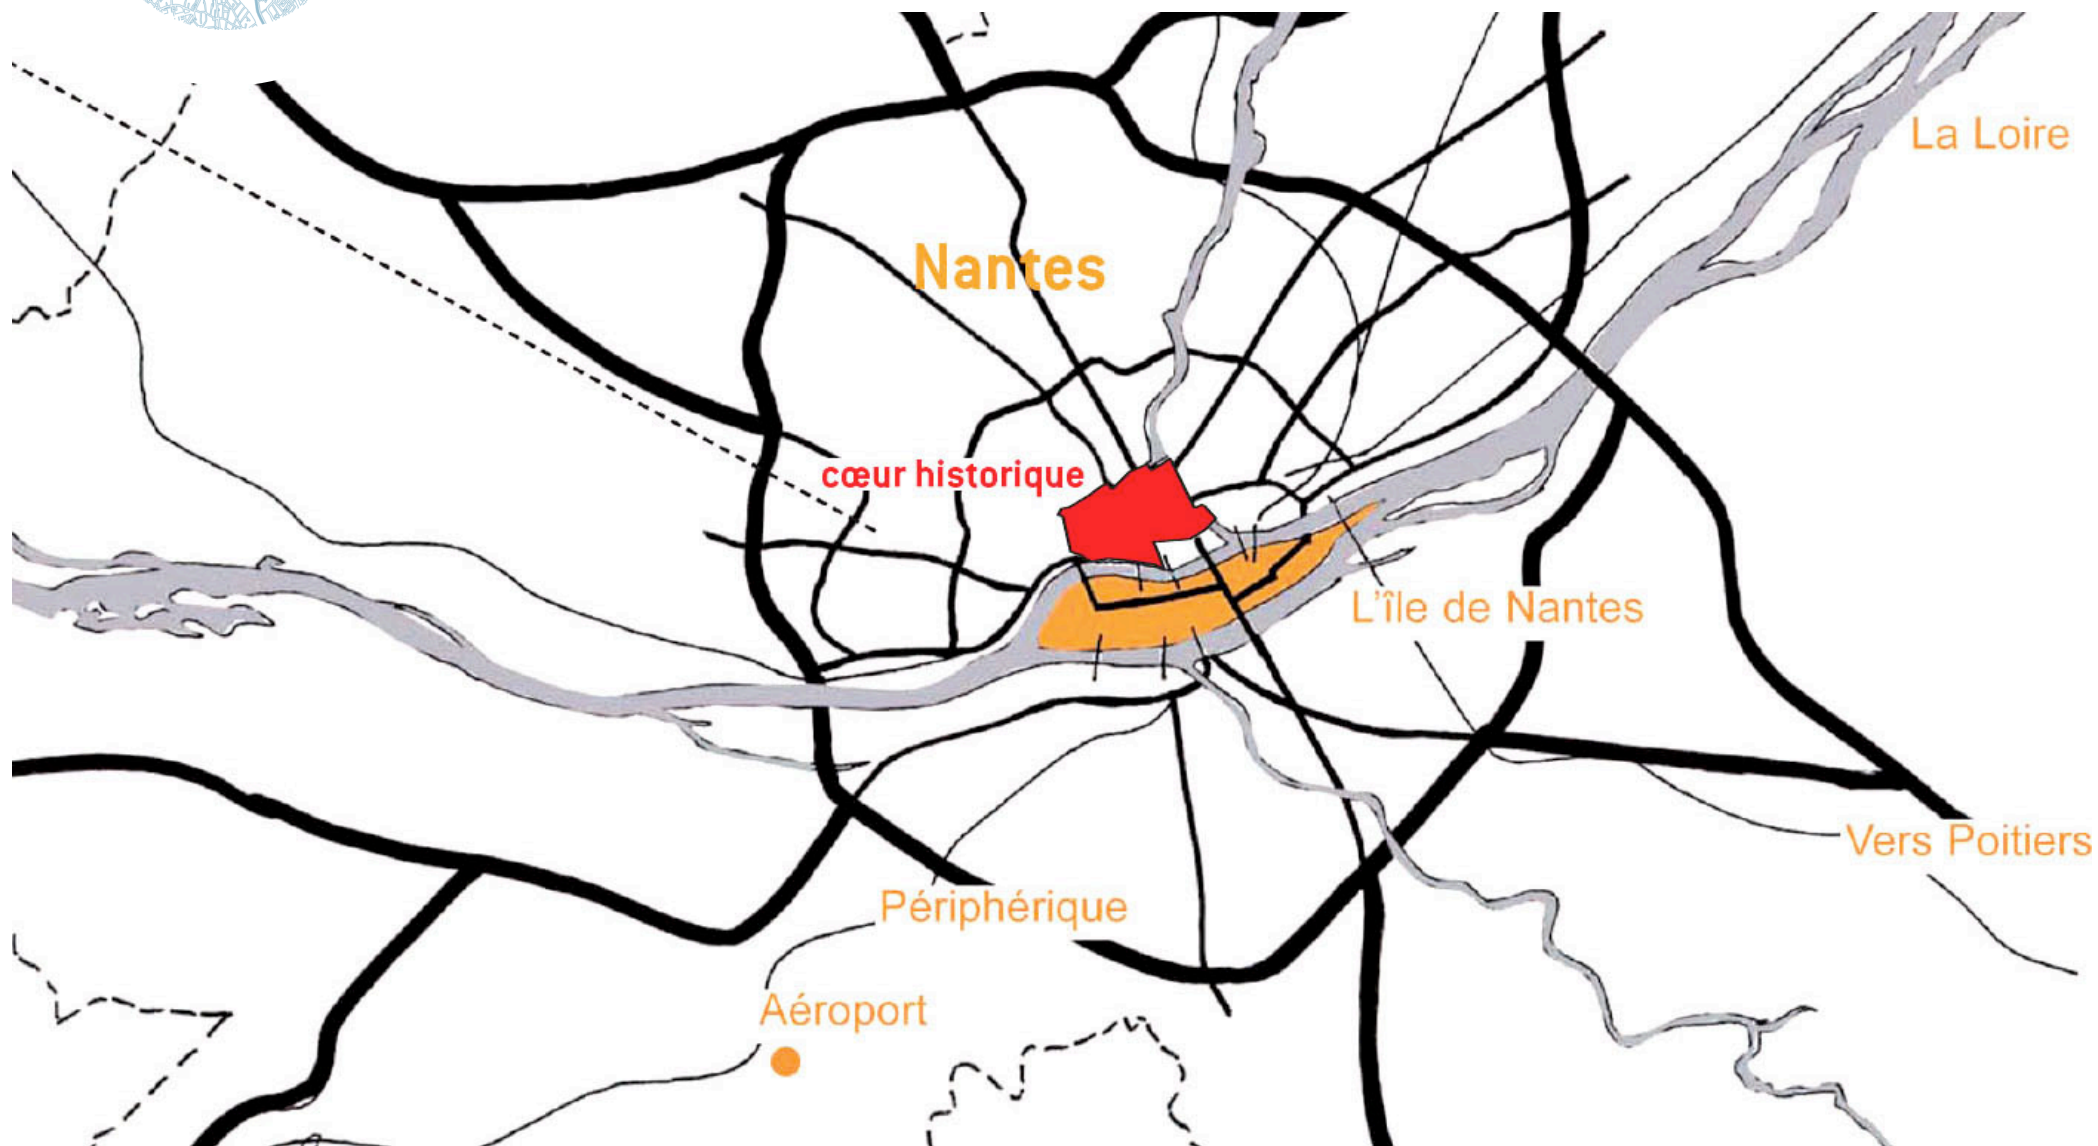 La Loire
Nantes
cœur historique
L'île de Nantes
Vers Poitiers
Périphérique
Aéroport